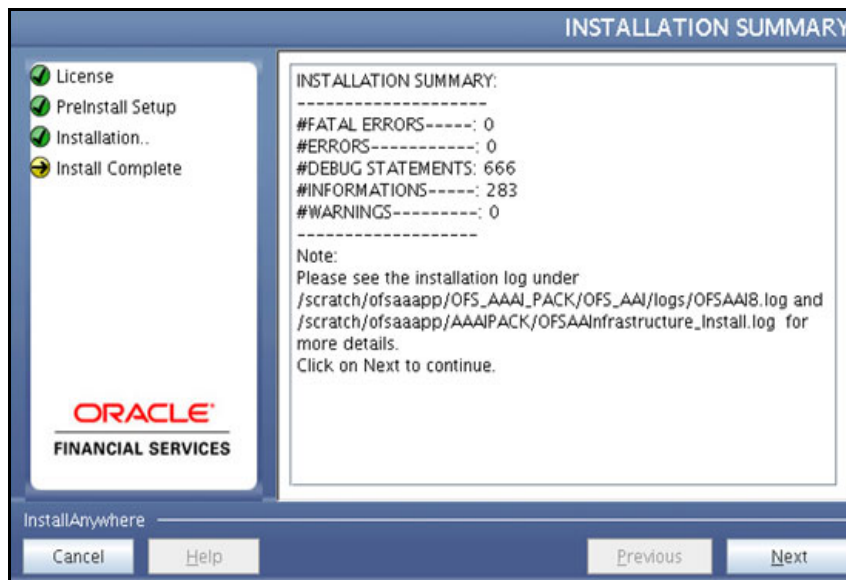 INSTALLATION SUMMARY
License
PreInstall Setup
Installation..
Install Complete
INSTALLATION SUMMARY:
--------------------
#FATAL ERRORS-----: 0
#ERRORS-----------: 0
#DEBUG STATEMENTS: 666
#INFORMATIONS-----: 283
#WARNINGS---------: 0
-------------------
Note:
Please see the installation log under
/scratch/ofsaaapp/OFS_AAAI_PACK/OFS_AAI/logs/OFSAAI8.log and
/scratch/ofsaaapp/AAAIPACK/OFSAAInfrastructure_Install.log for
more details.
Click on Next to continue.
ORACLE
FINANCIAL SERVICES
InstallAnywhere
Cancel
Help
Previous
Next